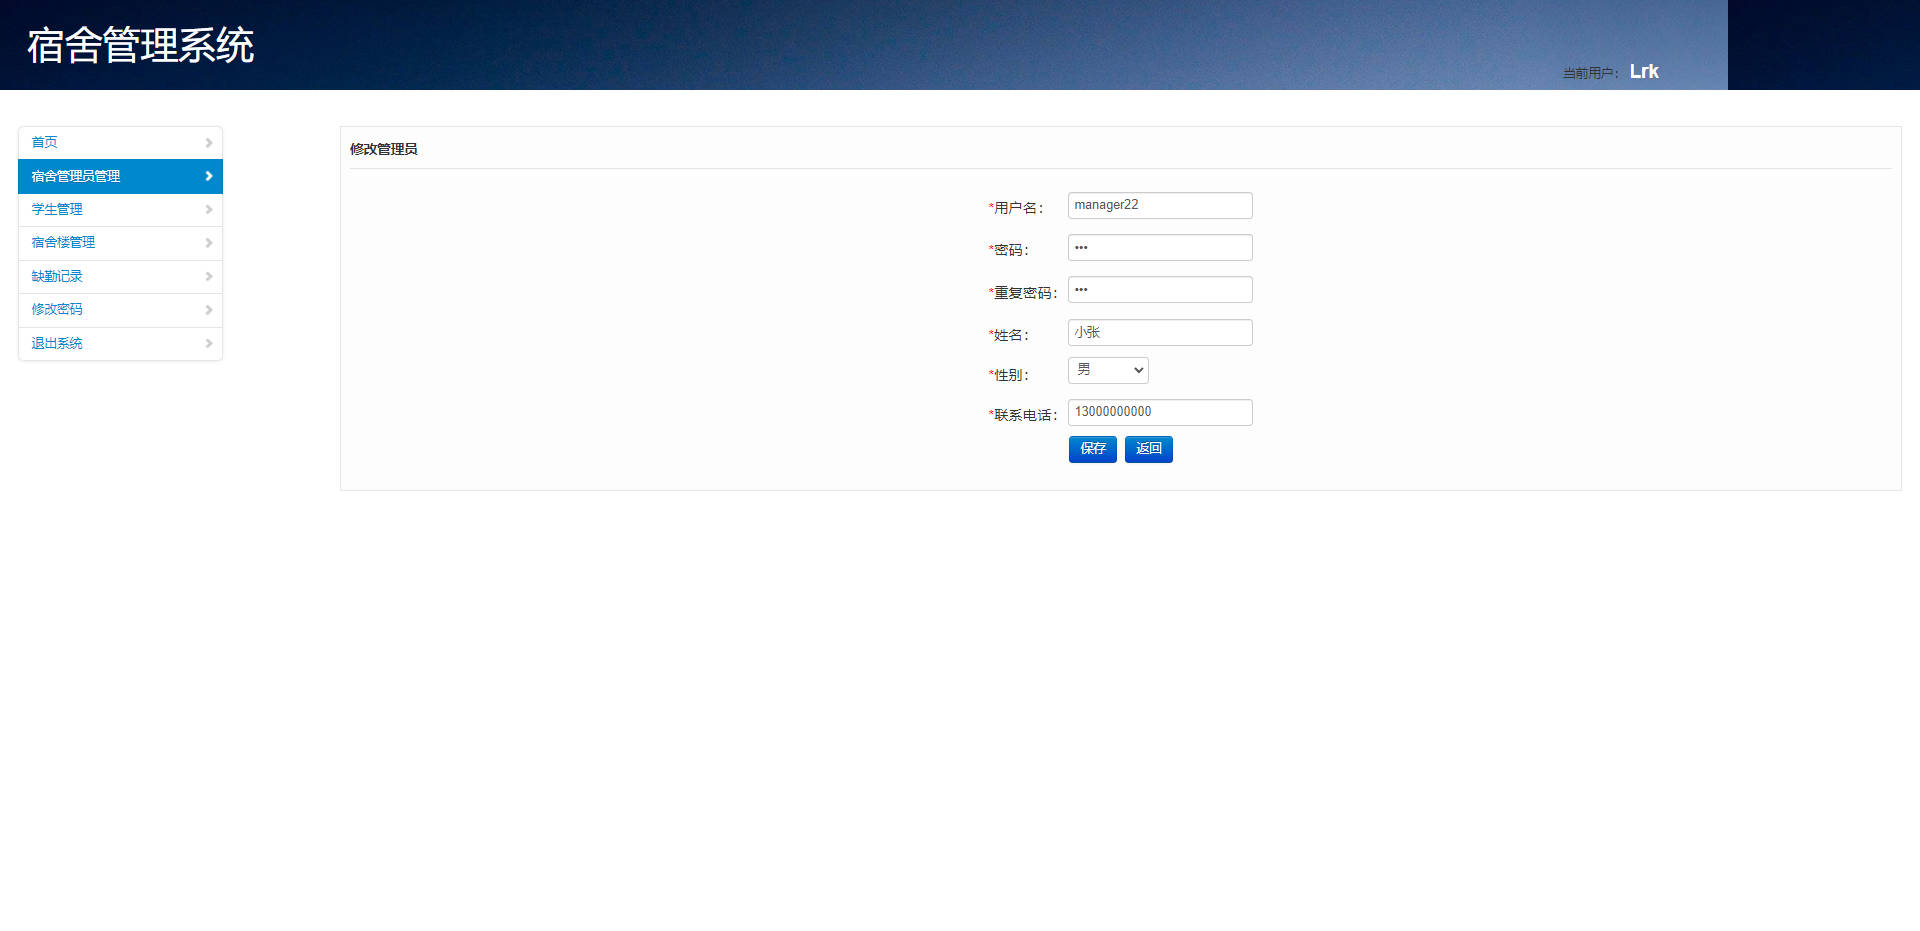 宿舍管理系统
当前用户： Lrk
首页
宿舍管理员管理
学生管理
宿舍楼管理
缺勤记录
修改密码
退出系统
修改管理员
*用户名： manager22
*密码： •••
*重复密码： •••
*姓名： 小张
*性别： 男
*联系电话： 13000000000
保存 返回